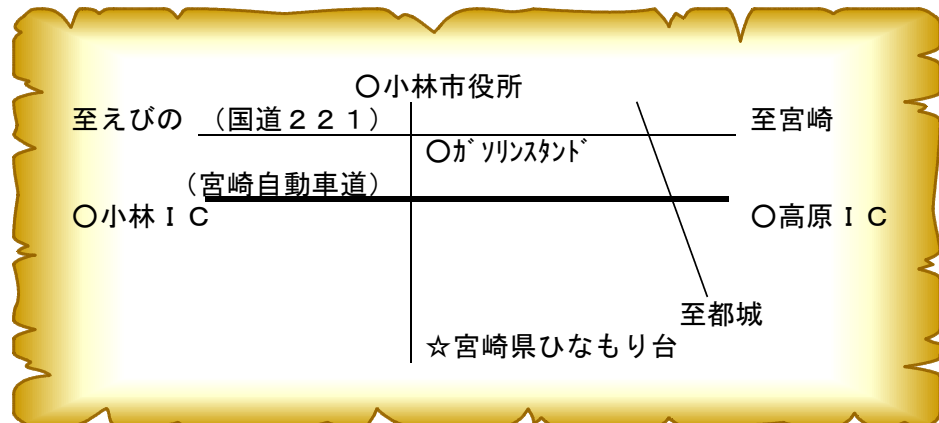 ○小林市役所
至えびの （国道２２１） 至宮崎
○ｶﾞｿﾘﾝｽﾀﾝﾄﾞ
（宮崎自動車道）
○小林ＩＣ ○高原ＩＣ
至都城
☆宮崎県ひなもり台